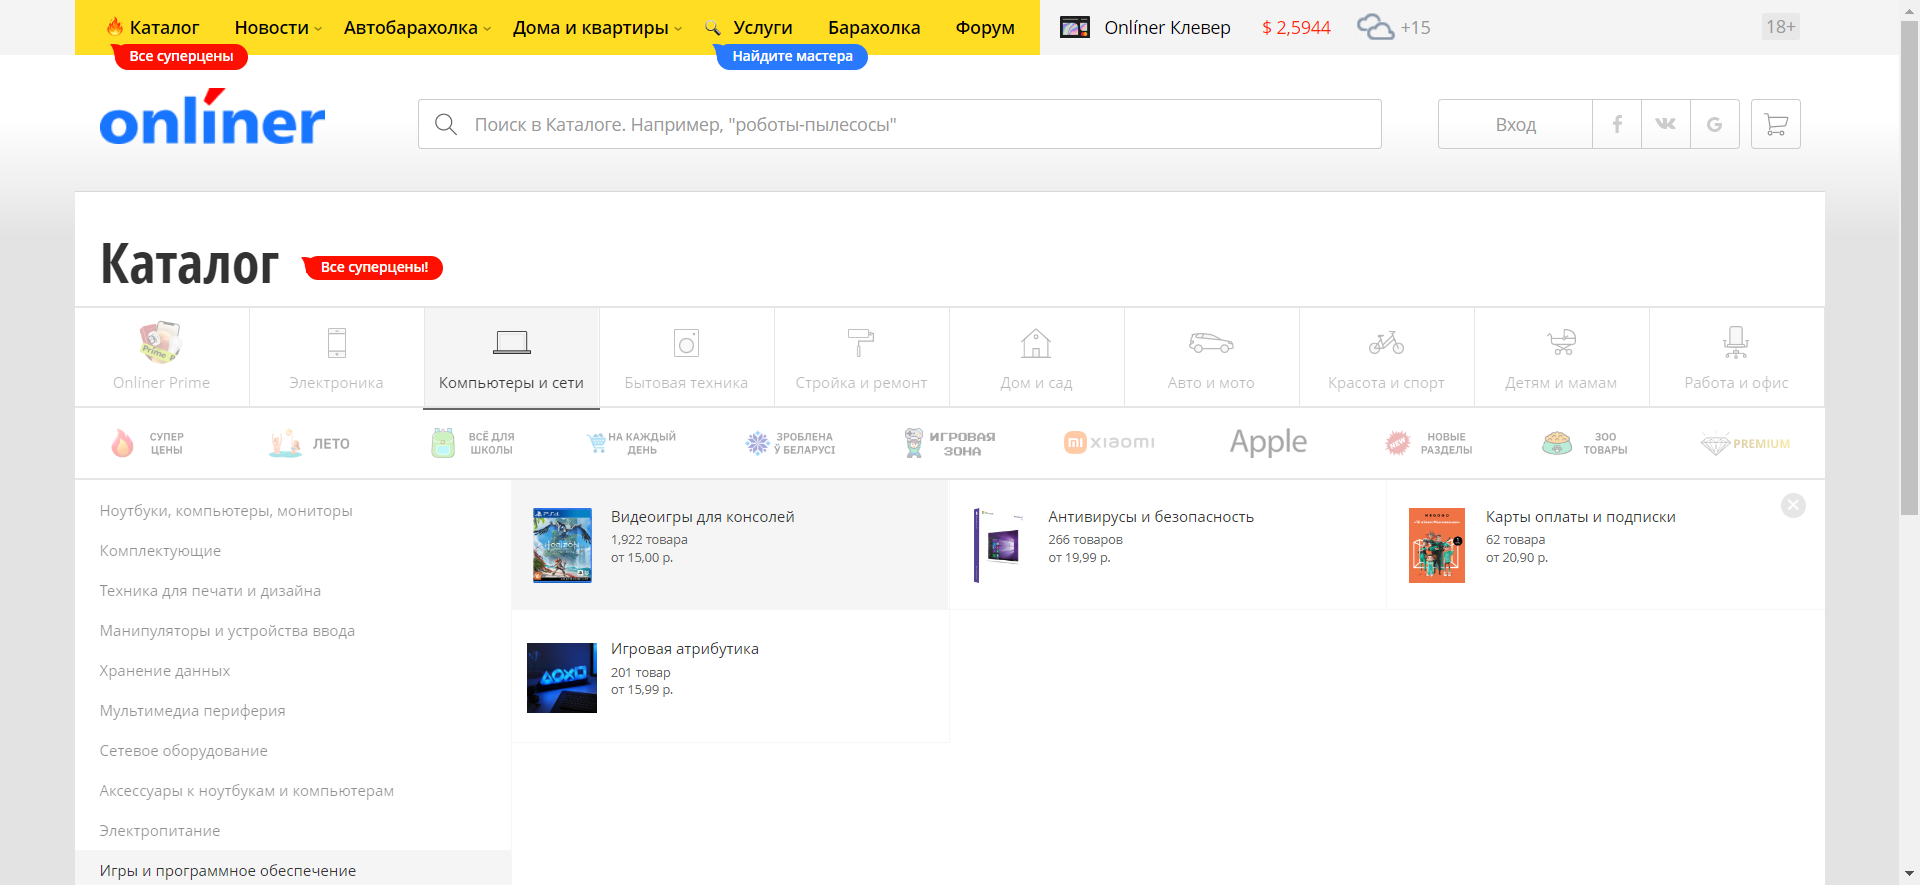 Каталог Новости Автобарахолка Дома и квартиры Услуги Барахолка Форум Onlíner Клевер $ 2,5944 +15 18+
Все суперцены Найдите мастера
onlíner
Поиск в Каталоге. Например, "роботы-пылесосы"
Вход
Каталог
Все суперцены!
Onlíner Prime Электроника Компьютеры и сети Бытовая техника Стройка и ремонт Дом и сад Авто и мото Красота и спорт Детям и мамам Работа и офис
СУПЕР ЦЕНЫ
ЛЕТО
ВСЁ ДЛЯ ШКОЛЫ
НА КАЖДЫЙ ДЕНЬ
ЗРОБЛЕНА Ў БЕЛАРУСІ
ИГРОВАЯ ЗОНА
mi xiaomi
Apple
NEW НОВЫЕ РАЗДЕЛЫ
ЗОО ТОВАРЫ
PREMIUM
Ноутбуки, компьютеры, мониторы
Комплектующие
Техника для печати и дизайна
Манипуляторы и устройства ввода
Хранение данных
Мультимедиа периферия
Сетевое оборудование
Аксессуары к ноутбукам и компьютерам
Электропитание
Игры и программное обеспечение
Видеоигры для консолей
1,922 товара
от 15,00 р.
Антивирусы и безопасность
266 товаров
от 19,99 р.
Карты оплаты и подписки
62 товара
от 20,90 р.
Игровая атрибутика
201 товар
от 15,99 р.